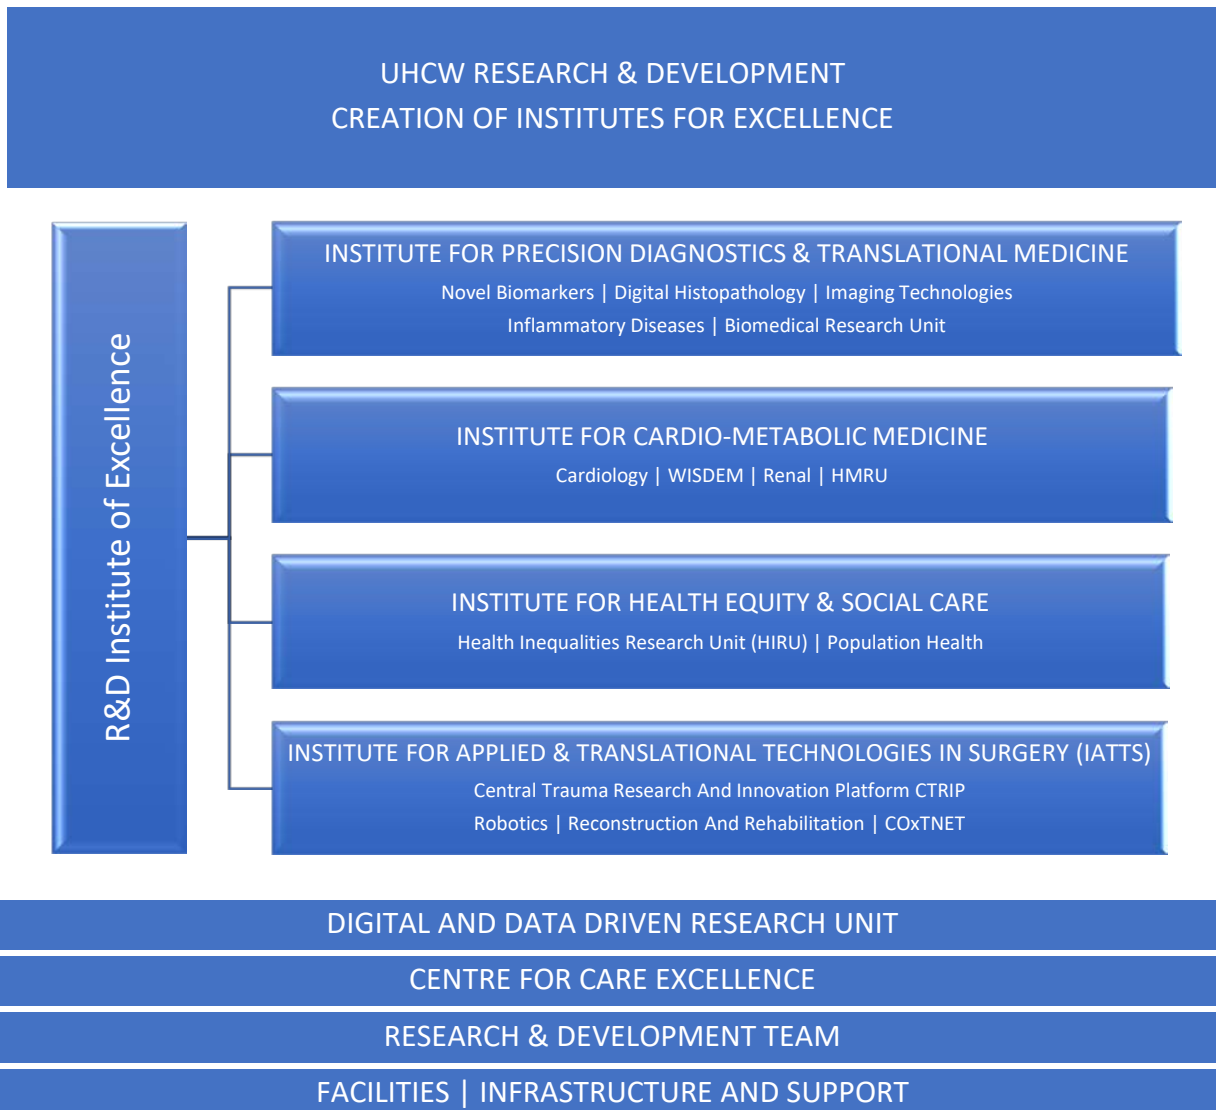 UHCW RESEARCH & DEVELOPMENT
CREATION OF INSTITUTES FOR EXCELLENCE
R&D Institute of Excellence
INSTITUTE FOR PRECISION DIAGNOSTICS & TRANSLATIONAL MEDICINE
Novel Biomarkers | Digital Histopathology | Imaging Technologies
Inflammatory Diseases | Biomedical Research Unit
INSTITUTE FOR CARDIO-METABOLIC MEDICINE
Cardiology | WISDEM | Renal | HMRU
INSTITUTE FOR HEALTH EQUITY & SOCIAL CARE
Health Inequalities Research Unit (HIRU) | Population Health
INSTITUTE FOR APPLIED & TRANSLATIONAL TECHNOLOGIES IN SURGERY (IATTS)
Central Trauma Research And Innovation Platform CTRIP
Robotics | Reconstruction And Rehabilitation | COxTNET
DIGITAL AND DATA DRIVEN RESEARCH UNIT
CENTRE FOR CARE EXCELLENCE
RESEARCH & DEVELOPMENT TEAM
FACILITIES | INFRASTRUCTURE AND SUPPORT